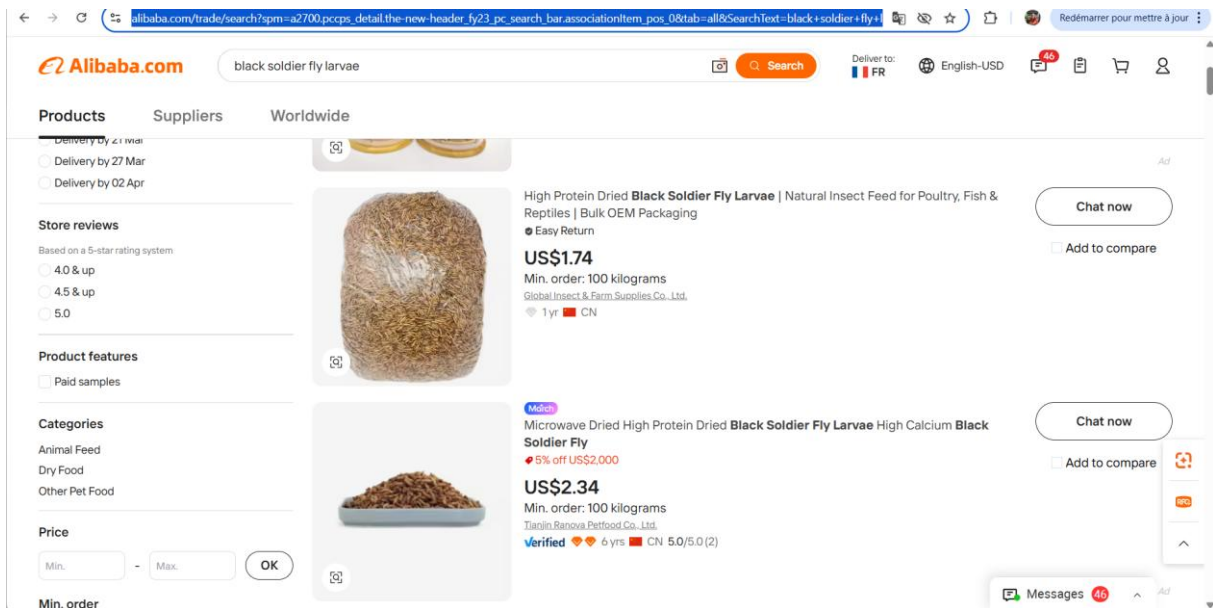 alibaba.com/trade/search?spm=a2700.pccps_detail.the-new-header_fy23_pc_search_bar.associationItem_pos_0&tab=all&SearchText=black+soldier+fly+l
Redémarrer pour mettre à jour
Alibaba.com
black soldier fly larvae
Search
Deliver to:
FR
English-USD
46
Products Suppliers Worldwide
Delivery by 21 Mar
Delivery by 27 Mar
Delivery by 02 Apr
Store reviews
Based on a 5-star rating system
4.0 & up
4.5 & up
5.0
Product features
Paid samples
Categories
Animal Feed
Dry Food
Other Pet Food
Price
Min. - Max. OK
Min. order
Ad
High Protein Dried Black Soldier Fly Larvae | Natural Insect Feed for Poultry, Fish &
Reptiles | Bulk OEM Packaging
Easy Return
US$1.74
Min. order: 100 kilograms
Global Insect & Farm Supplies Co., Ltd.
1 yr CN
Chat now
Add to compare
March
Microwave Dried High Protein Dried Black Soldier Fly Larvae High Calcium Black
Soldier Fly
5% off US$2,000
US$2.34
Min. order: 100 kilograms
Tianjin Ranova Petfood Co., Ltd.
Verified 6 yrs CN 5.0/5.0 (2)
Chat now
Add to compare
RFQ
Messages 46
Ad